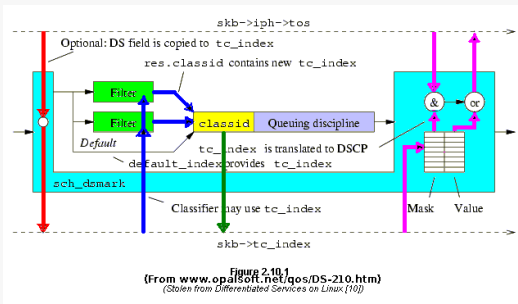 skb->iph->tos
Optional: DS field is copied to tc_index
res.classid contains new tc_index
Filter
Filter
classid
Queuing discipline
&
or
Default
tc_index is translated to DSCP
default_index provides tc_index
sch_dsmark
Classifier may use tc_index
Mask
Value
skb->tc_index
Figure 2.10.1
{From www.opalsoft.net/qos/DS-210.htm}
(Stolen from Differentiated Services on Linux [10])